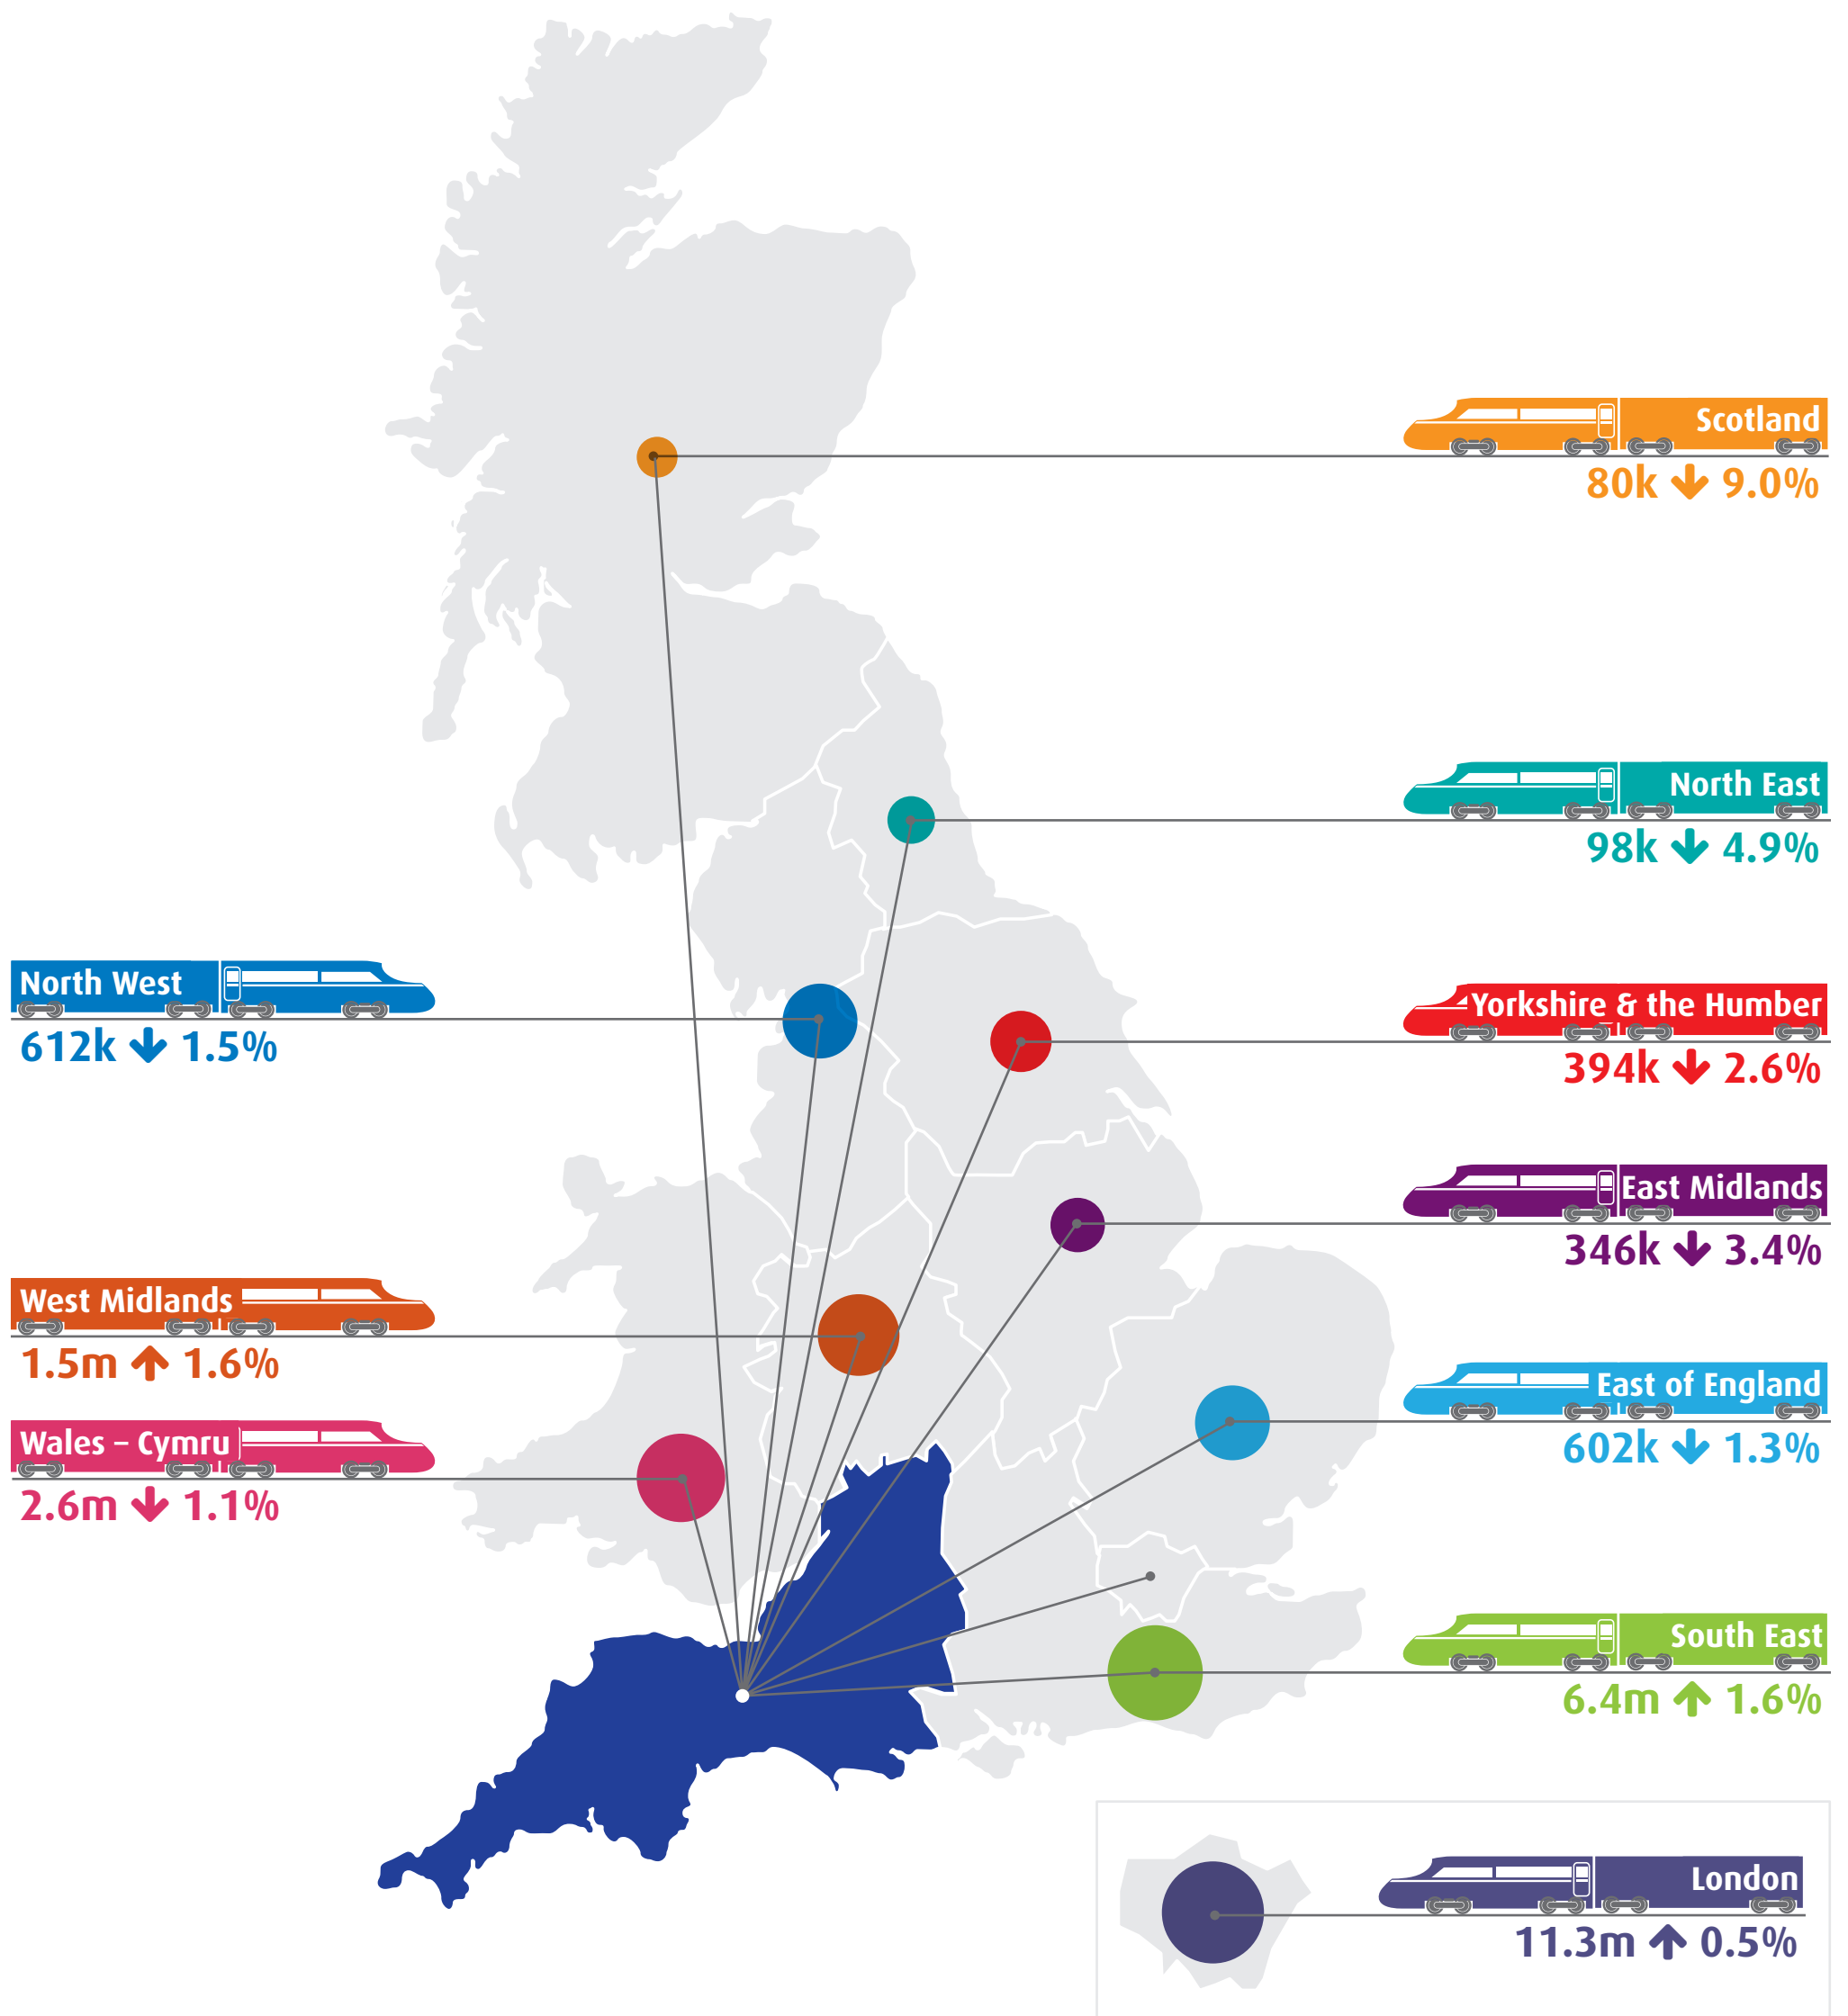 Scotland
80k ↓ 9.0%
North East
98k ↓ 4.9%
North West
612k ↓ 1.5%
Yorkshire & the Humber
394k ↓ 2.6%
East Midlands
346k ↓ 3.4%
West Midlands
1.5m ↑ 1.6%
East of England
602k ↓ 1.3%
Wales – Cymru
2.6m ↓ 1.1%
South East
6.4m ↑ 1.6%
London
11.3m ↑ 0.5%